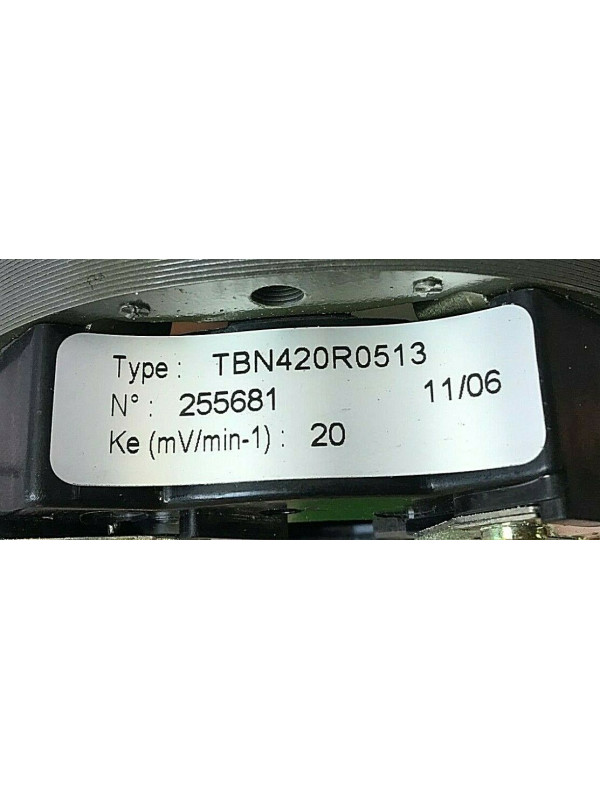 Type : TBN420R0513
N° : 255681 11/06
Ke (mV/min-1) : 20